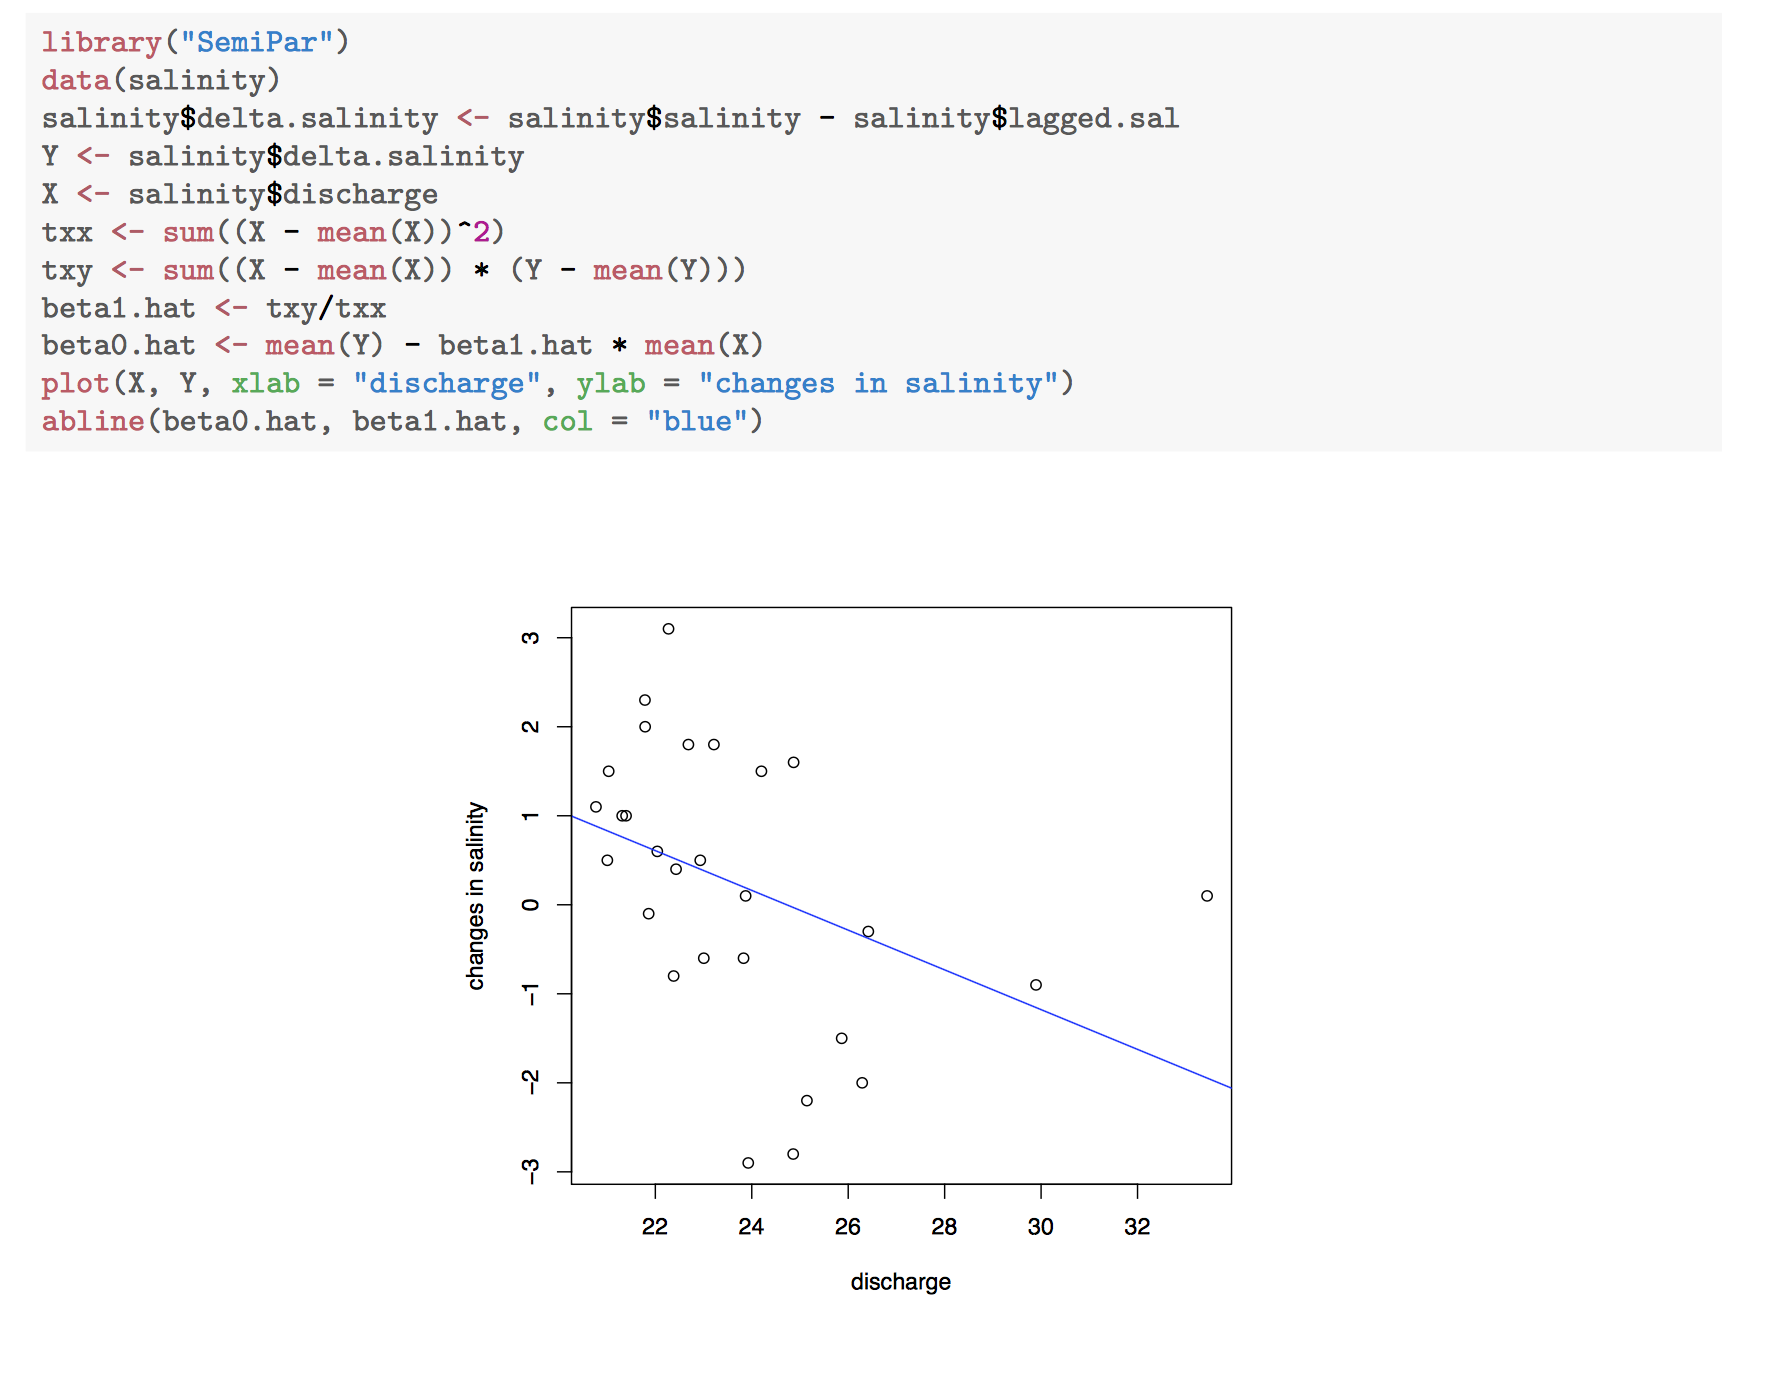 library("SemiPar")
data(salinity)
salinity$delta.salinity <- salinity$salinity - salinity$lagged.sal
Y <- salinity$delta.salinity
X <- salinity$discharge
txx <- sum((X - mean(X))^2)
txy <- sum((X - mean(X)) * (Y - mean(Y)))
beta1.hat <- txy/txx
beta0.hat <- mean(Y) - beta1.hat * mean(X)
plot(X, Y, xlab = "discharge", ylab = "changes in salinity")
abline(beta0.hat, beta1.hat, col = "blue")
changes in salinity
3
2
1
0
−1
−2
−3
22 24 26 28 30 32
discharge